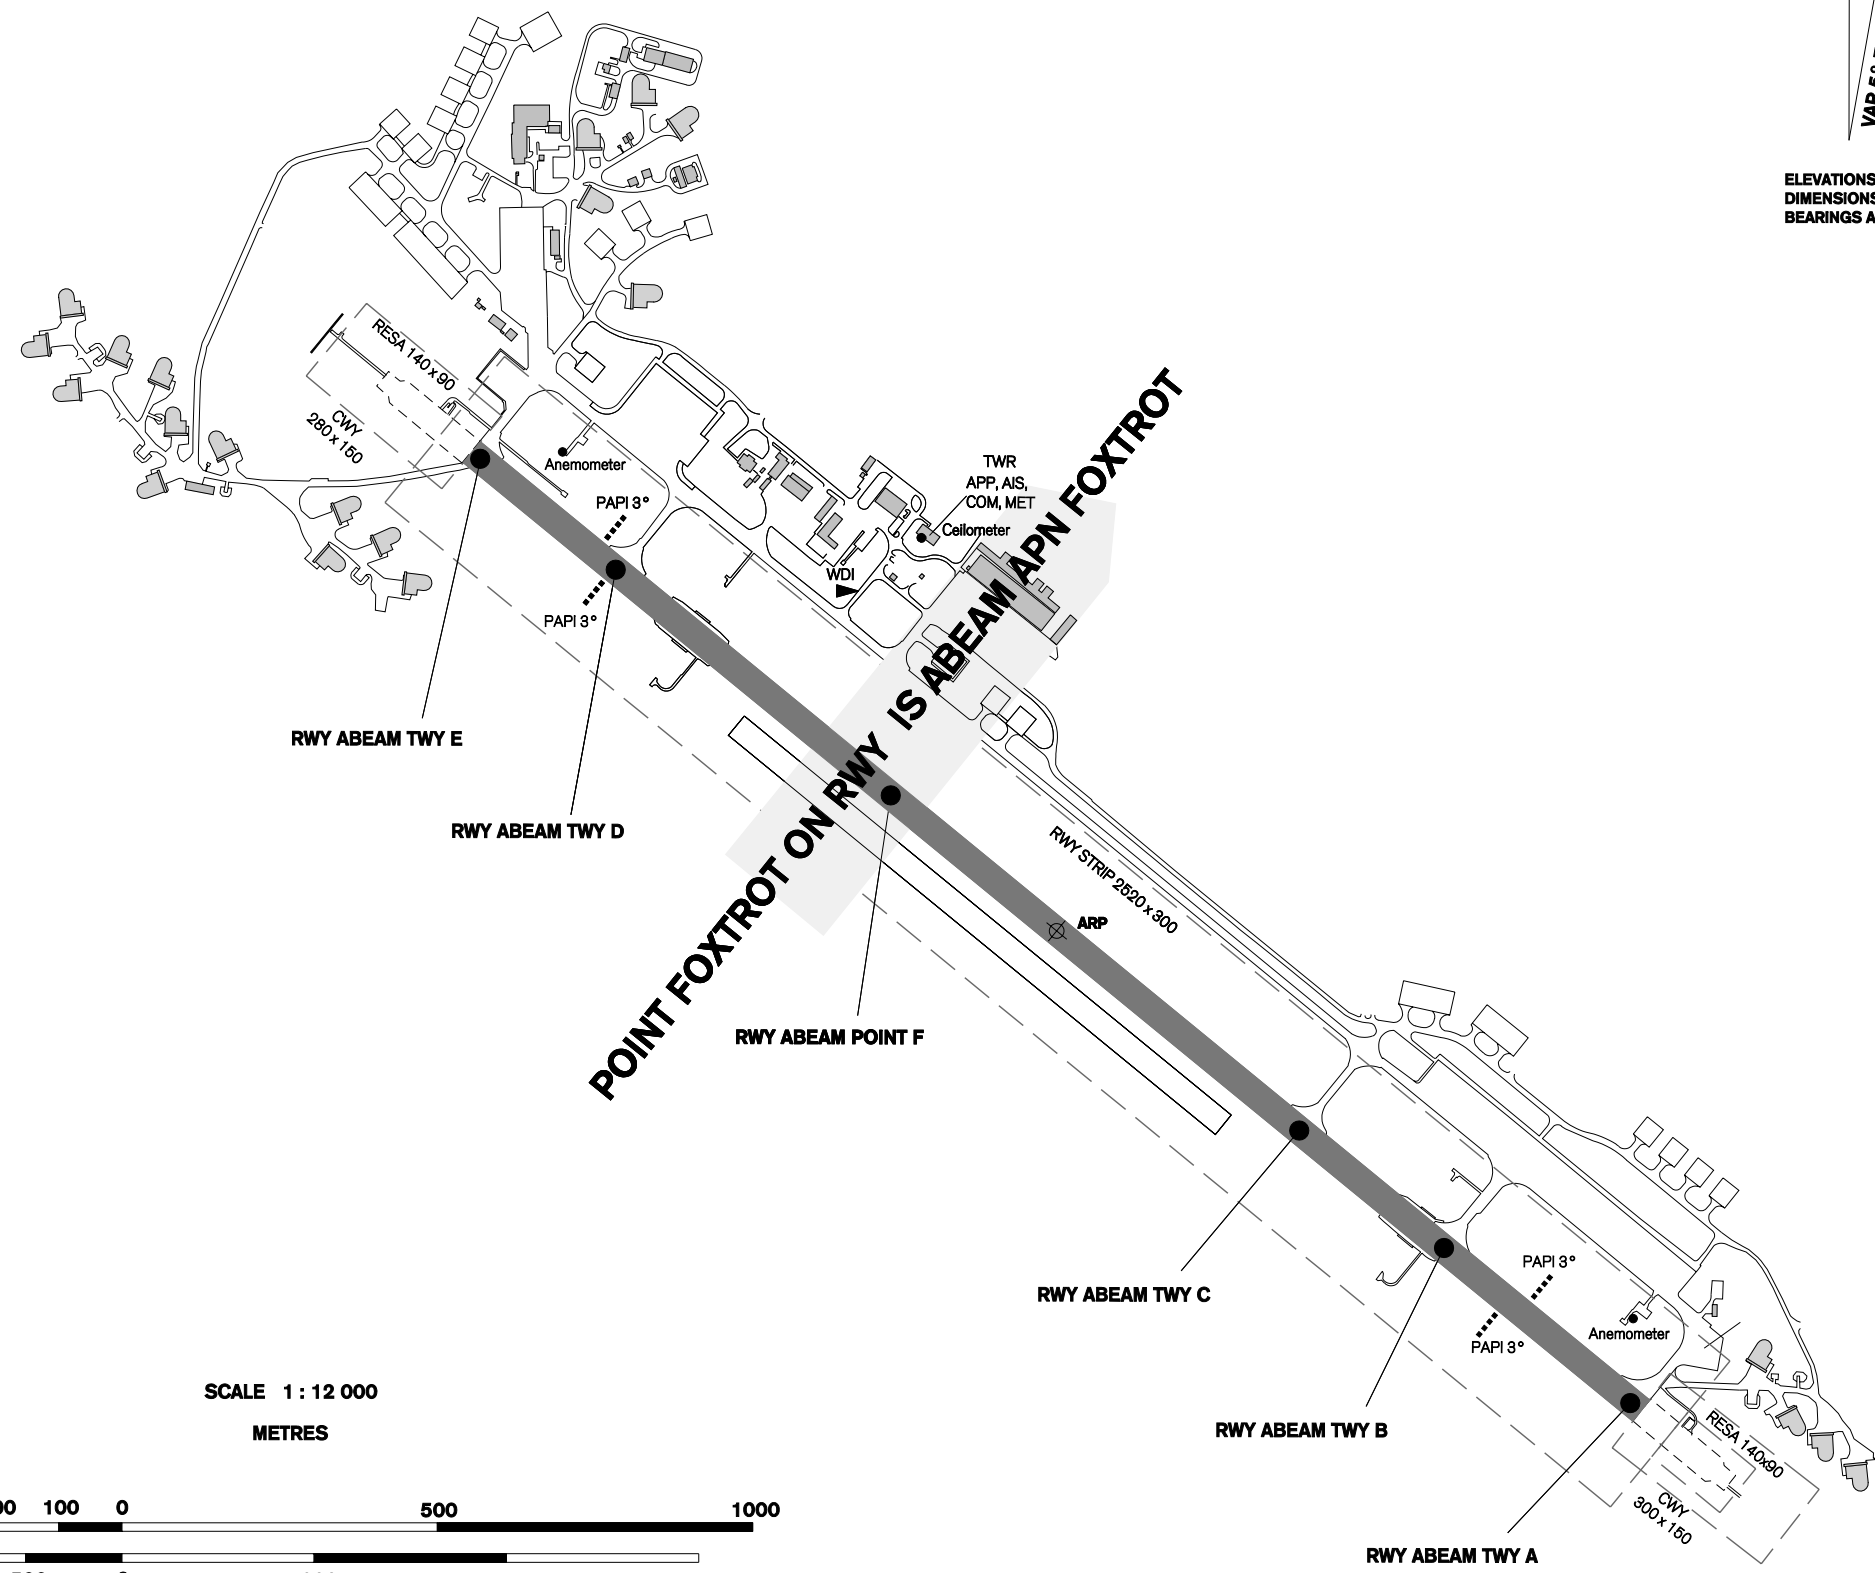 VAR 5°
ELEVATIONS
DIMENSIONS
BEARINGS A
RESA 140 x 90
CWY
280 x 150
Anemometer
PAPI 3°
PAPI 3°
TWR
APP, AIS,
COM, MET
Ceilometer
WDI
POINT FOXTROT ON RWY IS ABEAM APN FOXTROT
RWY ABEAM TWY E
RWY ABEAM TWY D
RWY STRIP 2520 x 300
ARP
RWY ABEAM POINT F
RWY ABEAM TWY C
PAPI 3°
Anemometer
PAPI 3°
RWY ABEAM TWY B
RESA 140x90
CWY
300 x 150
RWY ABEAM TWY A
SCALE 1 : 12 000
METRES
00 100 0 500 1000